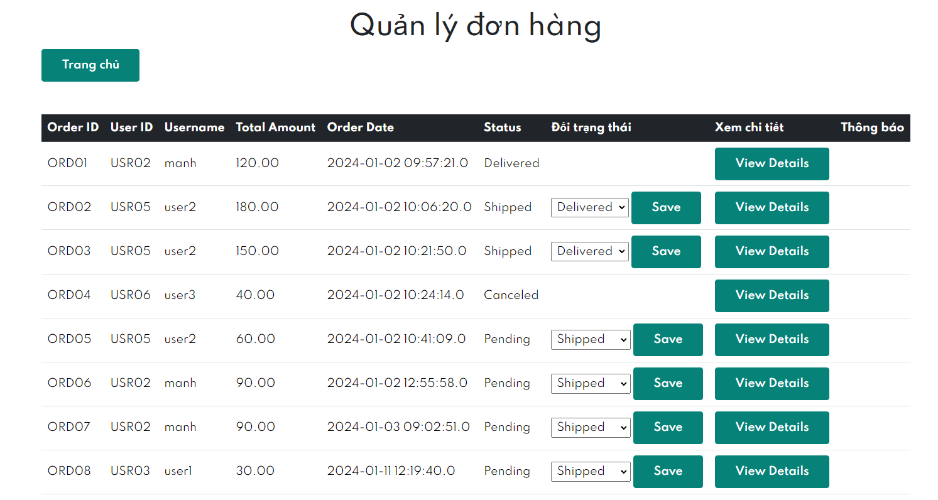 Quản lý đơn hàng
Trang chủ
Order ID User ID Username Total Amount Order Date Status Đổi trạng thái Xem chi tiết Thông báo
ORD01 USR02 manh 120.00 2024-01-02 09:57:21.0 Delivered View Details
ORD02 USR05 user2 180.00 2024-01-02 10:06:20.0 Shipped Delivered Save View Details
ORD03 USR05 user2 150.00 2024-01-02 10:21:50.0 Shipped Delivered Save View Details
ORD04 USR06 user3 40.00 2024-01-02 10:24:14.0 Canceled View Details
ORD05 USR05 user2 60.00 2024-01-02 10:41:09.0 Pending Shipped Save View Details
ORD06 USR02 manh 90.00 2024-01-02 12:55:58.0 Pending Shipped Save View Details
ORD07 USR02 manh 90.00 2024-01-03 09:02:51.0 Pending Shipped Save View Details
ORD08 USR03 user1 30.00 2024-01-11 12:19:40.0 Pending Shipped Save View Details